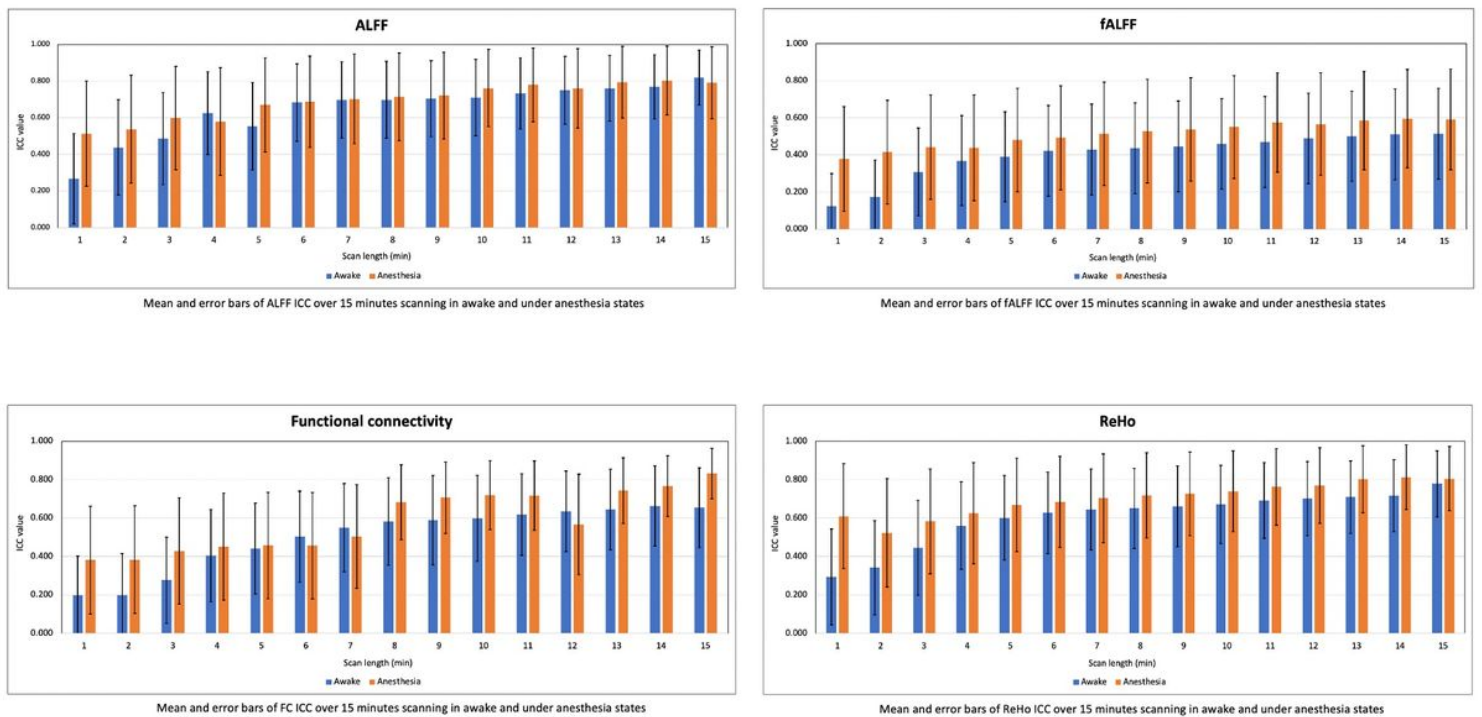 ALFF
1.000
0.800
0.600
0.400
0.200
0.000
ICC value
1 2 3 4 5 6 7 8 9 10 11 12 13 14 15
Scan length (min)
Awake Anesthesia
Mean and error bars of ALFF ICC over 15 minutes scanning in awake and under anesthesia states
fALFF
1.000
0.800
0.600
0.400
0.200
0.000
ICC value
1 2 3 4 5 6 7 8 9 10 11 12 13 14 15
Scan length (min)
Awake Anesthesia
Mean and error bars of fALFF ICC over 15 minutes scanning in awake and under anesthesia states
Functional connectivity
1.000
0.800
0.600
0.400
0.200
0.000
ICC value
1 2 3 4 5 6 7 8 9 10 11 12 13 14 15
Scan length (min)
Awake Anesthesia
Mean and error bars of FC ICC over 15 minutes scanning in awake and under anesthesia states
ReHo
1.000
0.800
0.600
0.400
0.200
0.000
ICC value
1 2 3 4 5 6 7 8 9 10 11 12 13 14 15
Scan length (min)
Awake Anesthesia
Mean and error bars of ReHo ICC over 15 minutes scanning in awake and under anesthesia states